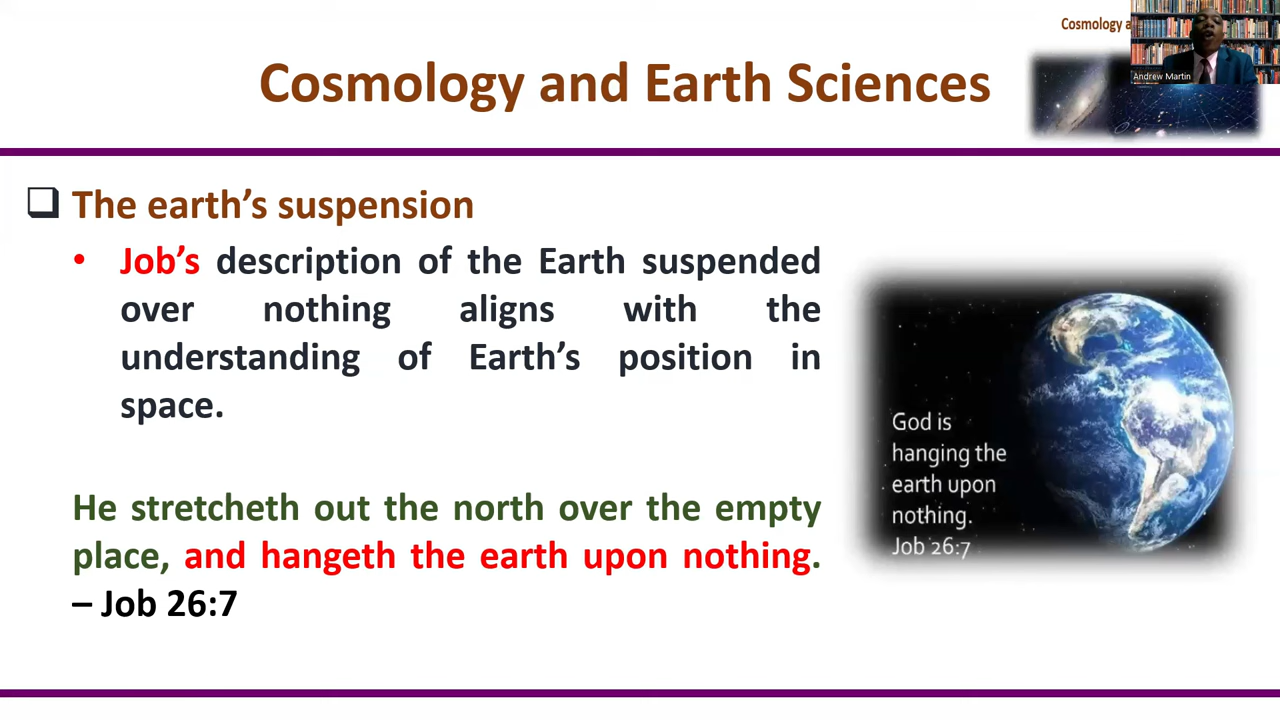 Cosmology a
Andrew Martin
Cosmology and Earth Sciences
The earth’s suspension
• Job’s description of the Earth suspended
over nothing aligns with the
understanding of Earth’s position in
space.
He stretcheth out the north over the empty
place, and hangeth the earth upon nothing.
– Job 26:7
God is
hanging the
earth upon
nothing.
Job 26:7